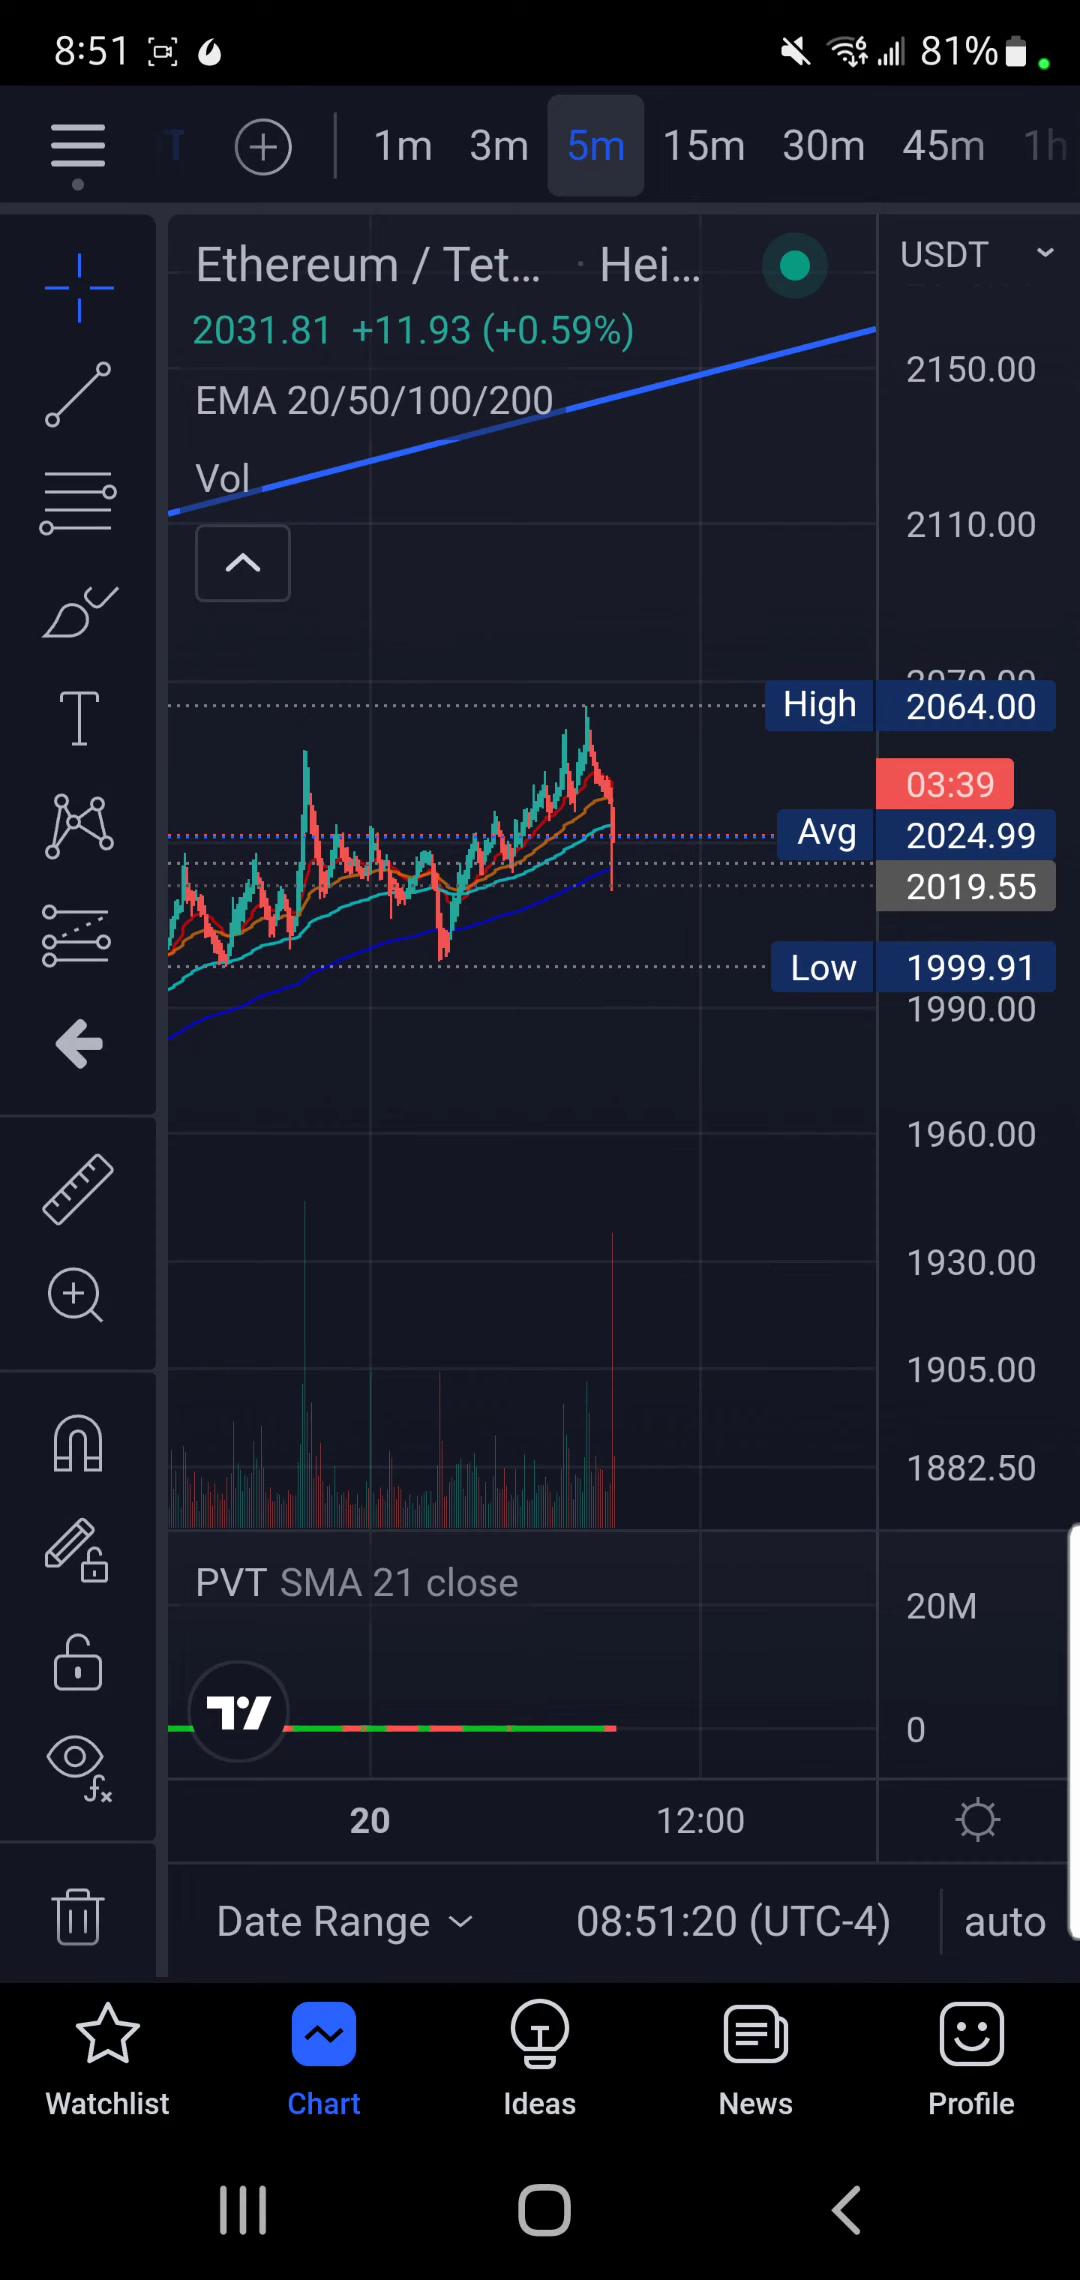 8:51 81%
1m 3m 5m 15m 30m 45m 1h
Ethereum / Tet... · Hei... USDT
2031.81 +11.93 (+0.59%)
2150.00
EMA 20/50/100/200
Vol
2110.00
2070.00
High 2064.00
03:39
Avg 2024.99
2019.55
Low 1999.91
1990.00
1960.00
1930.00
1905.00
1882.50
PVT SMA 21 close
20M
0
20 12:00
Date Range 08:51:20 (UTC-4) auto
Watchlist Chart Ideas News Profile